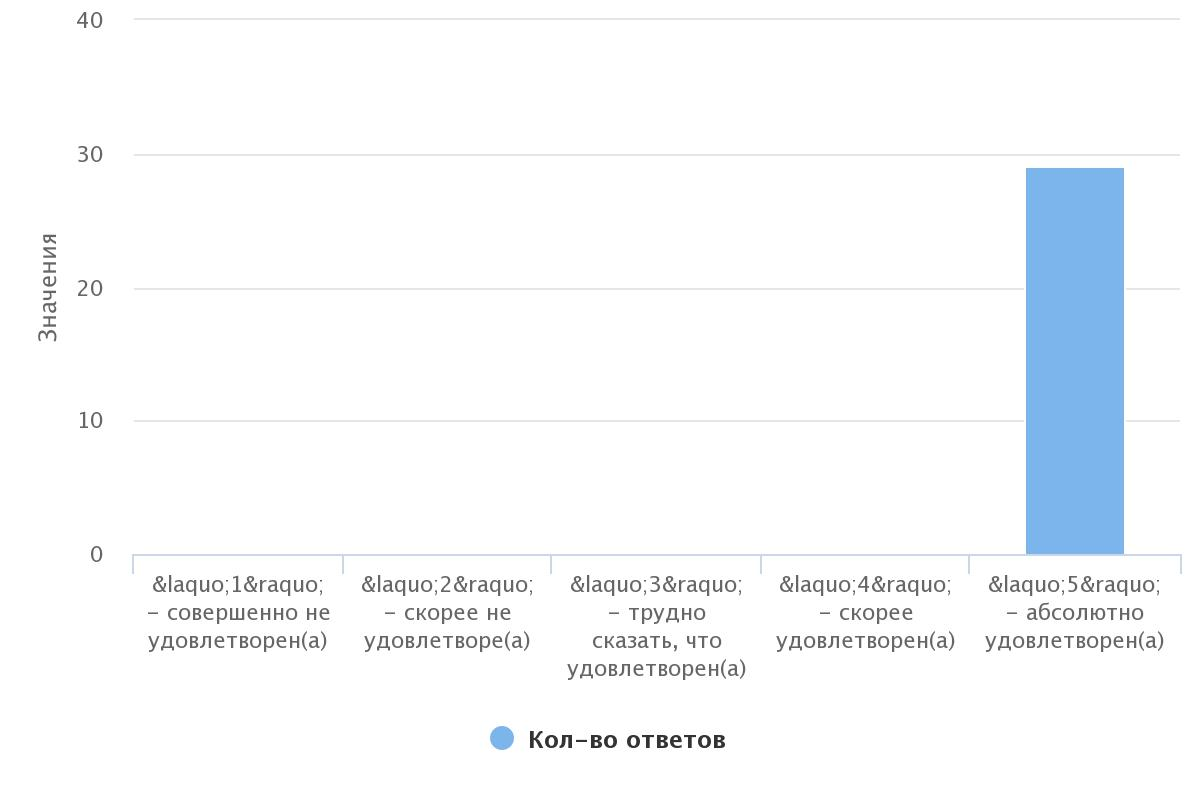 40
30
20
10
0
Значения
&laquo;1&raquo;
– совершенно не
удовлетворен(а)
&laquo;2&raquo;
– скорее не
удовлетворе(а)
&laquo;3&raquo;
– трудно
сказать, что
удовлетворен(а)
&laquo;4&raquo;
– скорее
удовлетворен(а)
&laquo;5&raquo;
– абсолютно
удовлетворен(а)
Кол–во ответов